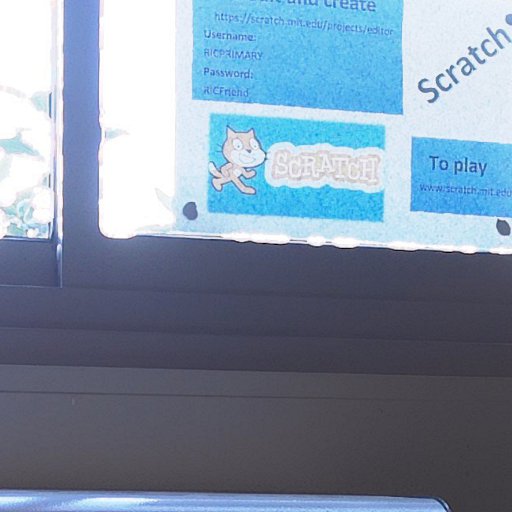 and create
https://scratch.mit.edu/projects/editor
Username:
RICPRIMARY
Password:
RICFriend
SCRATCH
Scratch
To play
www.scratch.mit.edu